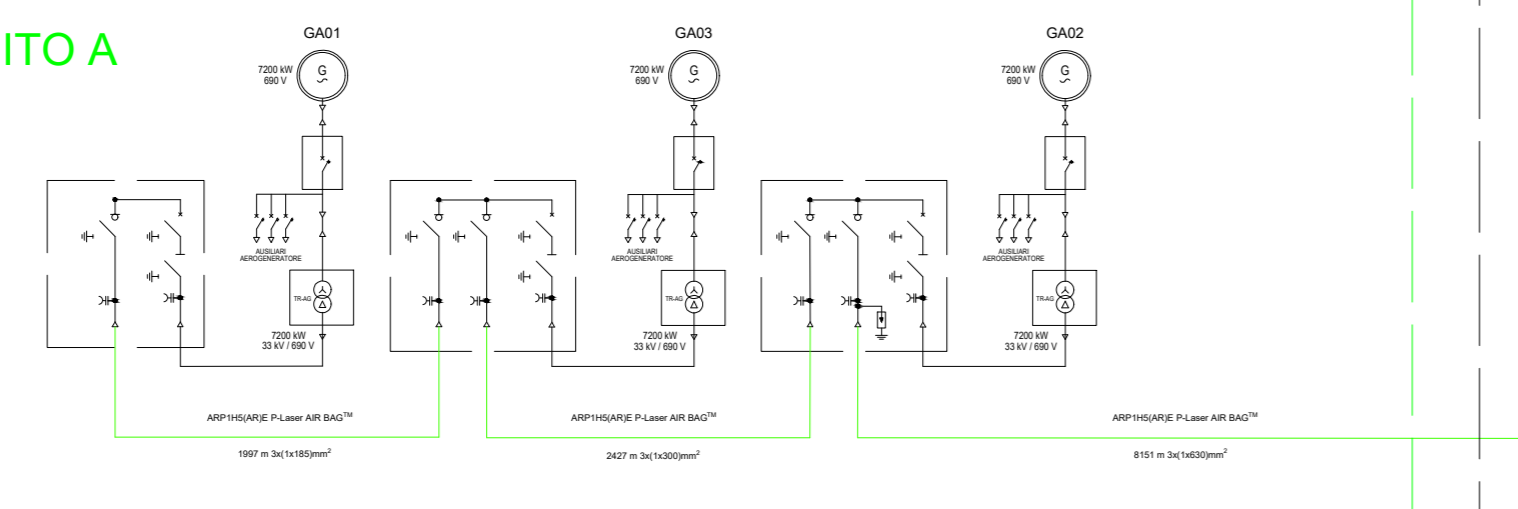 ITO A
GA01
GA03
GA02
7200 kW
690 V
G
7200 kW
690 V
G
7200 kW
690 V
G
AUSILIARI
AEROGENERATORE
AUSILIARI
AEROGENERATORE
AUSILIARI
AEROGENERATORE
TR-AG
TR-AG
TR-AG
7200 kW
33 kV / 690 V
7200 kW
33 kV / 690 V
7200 kW
33 kV / 690 V
ARP1H5(AR)E P-Laser AIR BAG™
ARP1H5(AR)E P-Laser AIR BAG™
ARP1H5(AR)E P-Laser AIR BAG™
1997 m 3x(1x185)mm²
2427 m 3x(1x300)mm²
8151 m 3x(1x630)mm²